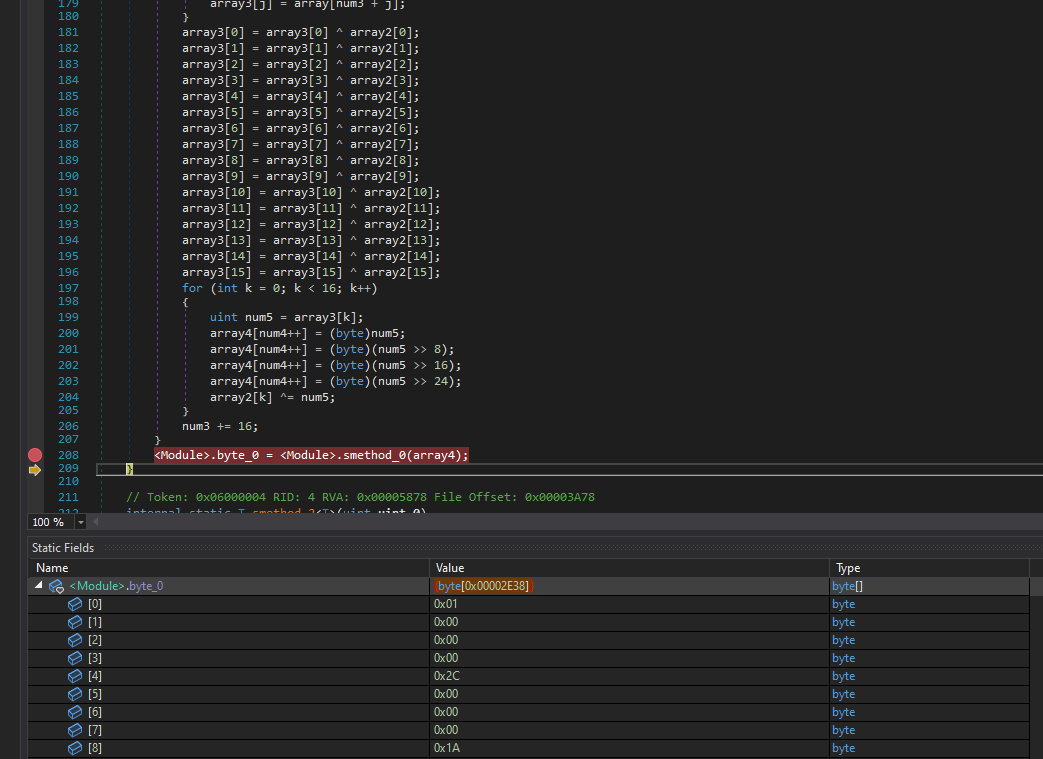 179 array3[j] = array[num3 + j];
180 }
181 array3[0] = array3[0] ^ array2[0];
182 array3[1] = array3[1] ^ array2[1];
183 array3[2] = array3[2] ^ array2[2];
184 array3[3] = array3[3] ^ array2[3];
185 array3[4] = array3[4] ^ array2[4];
186 array3[5] = array3[5] ^ array2[5];
187 array3[6] = array3[6] ^ array2[6];
188 array3[7] = array3[7] ^ array2[7];
189 array3[8] = array3[8] ^ array2[8];
190 array3[9] = array3[9] ^ array2[9];
191 array3[10] = array3[10] ^ array2[10];
192 array3[11] = array3[11] ^ array2[11];
193 array3[12] = array3[12] ^ array2[12];
194 array3[13] = array3[13] ^ array2[13];
195 array3[14] = array3[14] ^ array2[14];
196 array3[15] = array3[15] ^ array2[15];
197 for (int k = 0; k < 16; k++)
198 {
199 uint num5 = array3[k];
200 array4[num4++] = (byte)num5;
201 array4[num4++] = (byte)(num5 >> 8);
202 array4[num4++] = (byte)(num5 >> 16);
203 array4[num4++] = (byte)(num5 >> 24);
204 array2[k] ^= num5;
205 }
206 num3 += 16;
207 }
208 <Module>.byte_0 = <Module>.smethod_0(array4);
209 }
210
211 // Token: 0x06000004 RID: 4 RVA: 0x00005878 File Offset: 0x00003A78
212 internal static T smethod_2<T>(uint uint_0)
100 %
Static Fields
Name Value Type
<Module>.byte_0 byte[0x00002E38] byte[]
[0] 0x01 byte
[1] 0x00 byte
[2] 0x00 byte
[3] 0x00 byte
[4] 0x2C byte
[5] 0x00 byte
[6] 0x00 byte
[7] 0x00 byte
[8] 0x1A byte